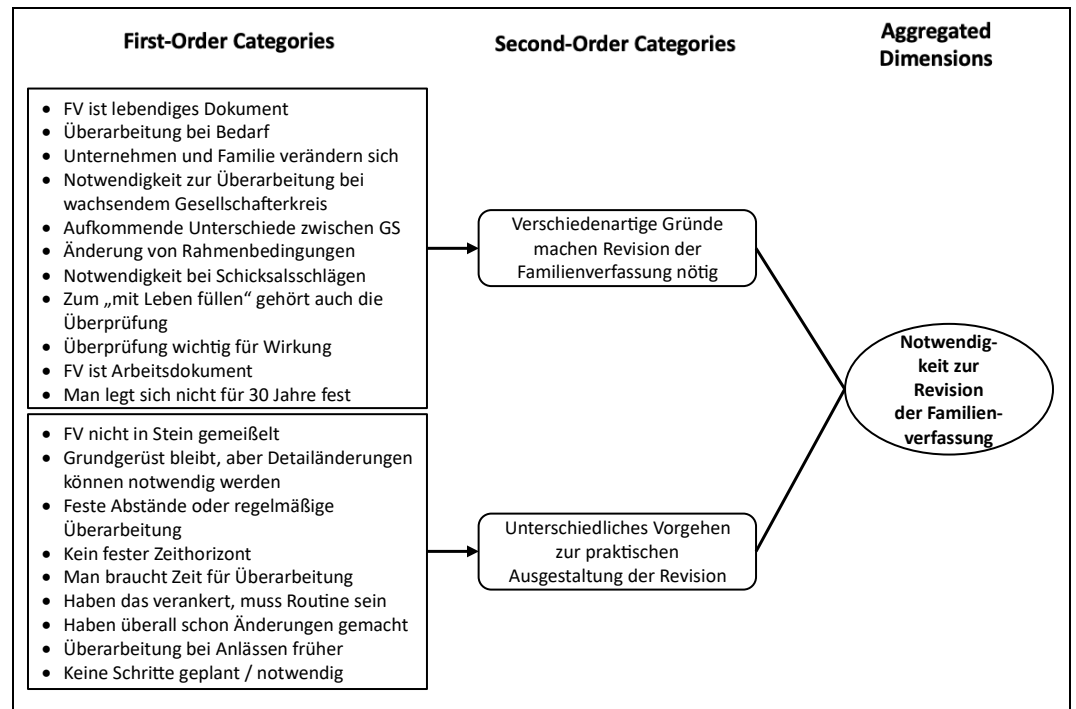 First-Order Categories
Second-Order Categories
Aggregated
Dimensions
• FV ist lebendiges Dokument
• Überarbeitung bei Bedarf
• Unternehmen und Familie verändern sich
• Notwendigkeit zur Überarbeitung bei
wachsendem Gesellschafterkreis
• Aufkommende Unterschiede zwischen GS
• Änderung von Rahmenbedingungen
• Notwendigkeit bei Schicksalsschlägen
• Zum „mit Leben füllen“ gehört auch die
Überprüfung
• Überprüfung wichtig für Wirkung
• FV ist Arbeitsdokument
• Man legt sich nicht für 30 Jahre fest
Verschiedenartige Gründe
machen Revision der
Familienverfassung nötig
• FV nicht in Stein gemeißelt
• Grundgerüst bleibt, aber Detailänderungen
können notwendig werden
• Feste Abstände oder regelmäßige
Überarbeitung
• Kein fester Zeithorizont
• Man braucht Zeit für Überarbeitung
• Haben das verankert, muss Routine sein
• Haben überall schon Änderungen gemacht
• Überarbeitung bei Anlässen früher
• Keine Schritte geplant / notwendig
Unterschiedliches Vorgehen
zur praktischen
Ausgestaltung der Revision
Notwendig-
keit zur
Revision
der Familien-
verfassung